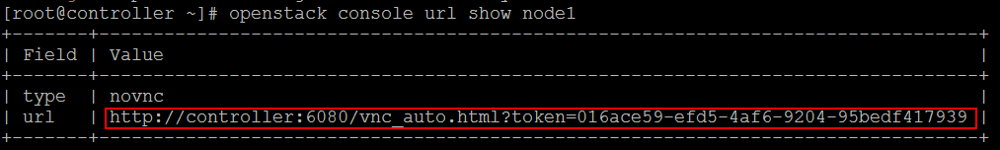 [root@controller ~]# openstack console url show node1
+-------+----------------------------------------------------------------------------------+
| Field | Value                                                                            |
+-------+----------------------------------------------------------------------------------+
| type  | novnc                                                                            |
| url   | http://controller:6080/vnc_auto.html?token=016ace59-efd5-4af6-9204-95bedf417939 |
+-------+----------------------------------------------------------------------------------+